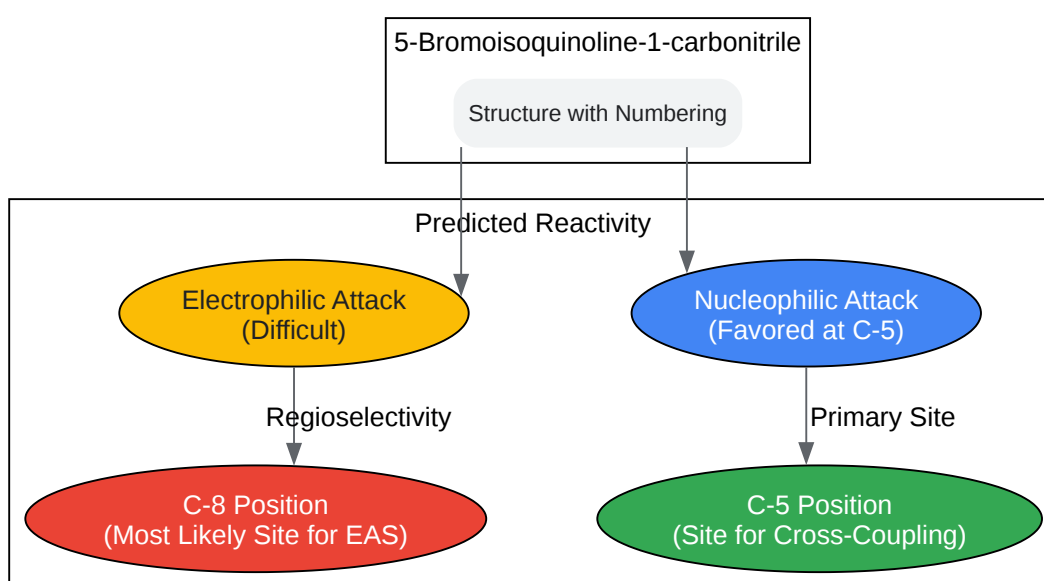 5-Bromoisoquinoline-1-carbonitrile
Structure with Numbering
Predicted Reactivity
Electrophilic Attack
(Difficult)
Nucleophilic Attack
(Favored at C-5)
Regioselectivity
Primary Site
C-8 Position
(Most Likely Site for EAS)
C-5 Position
(Site for Cross-Coupling)